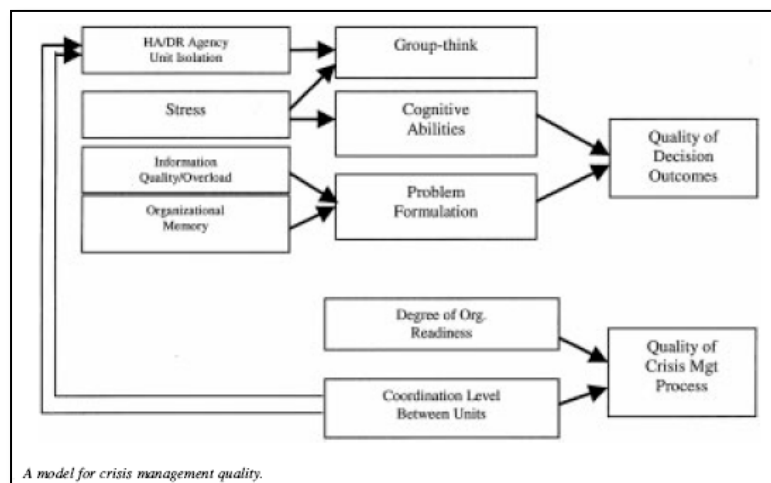 HA/DR Agency
Unit Isolation
Group-think
Stress
Cognitive
Abilities
Quality of
Decision
Outcomes
Information
Quality/Overload
Problem
Formulation
Organizational
Memory
Degree of Org.
Readiness
Quality of
Crisis Mgt
Process
Coordination Level
Between Units
A model for crisis management quality.